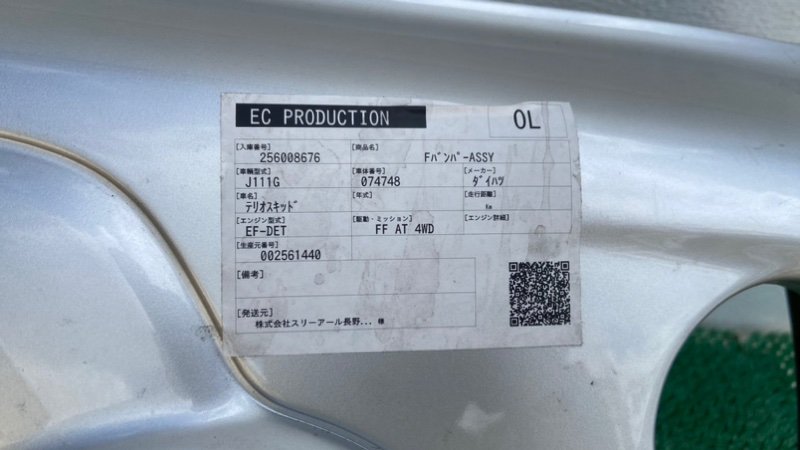 EC PRODUCTION
OL
[入庫番号]
256008676
[商品名]
FﾊﾞﾝﾊﾟｰASSY
[車輌型式]
J111G
[車体番号]
074748
[メーカー]
ﾀﾞｲﾊﾂ
[車名]
ﾃﾘｵｽｷｯﾄﾞ
[年式]
[走行距離]
Km
[エンジン型式]
EF-DET
[駆動・ミッション]
FF AT 4WD
[エンジン詳細]
[生産元番号]
002561440
[備考]
[発送元]
株式会社スリーアール長野... 様